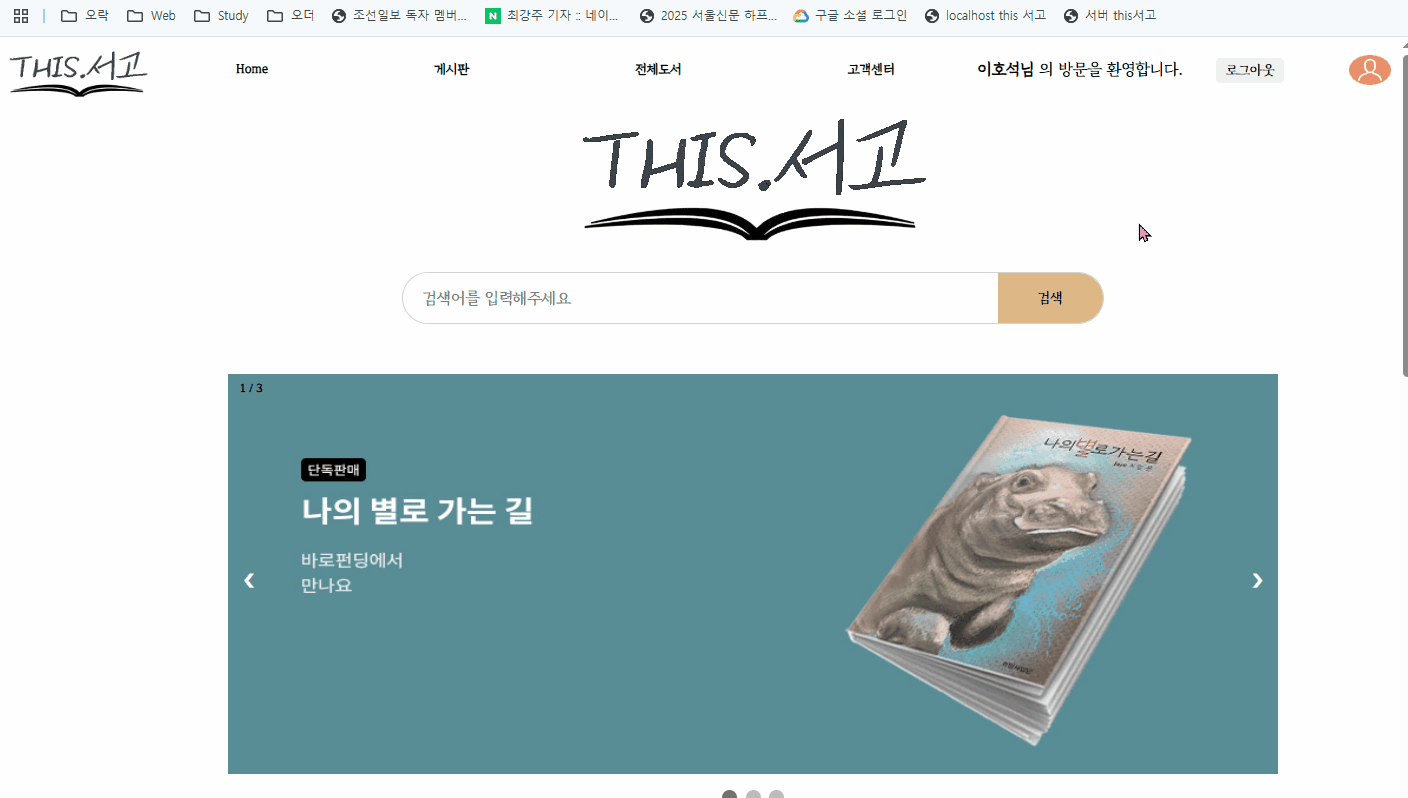 오락 Web Study 오더 조선일보 독자 멤버... 최강주 기자 :: 네이... 2025 서울신문 하프... 구글 소셜 로그인 localhost this 서고 서버 this서고
THIS.서고 Home 게시판 전체도서 고객센터 이호석님 의 방문을 환영합니다. 로그아웃
THIS.서고
검색어를 입력해주세요 검색
1 / 3
단독판매
나의 별로 가는 길
바로펀딩에서
만나요
나의 별로 가는 길